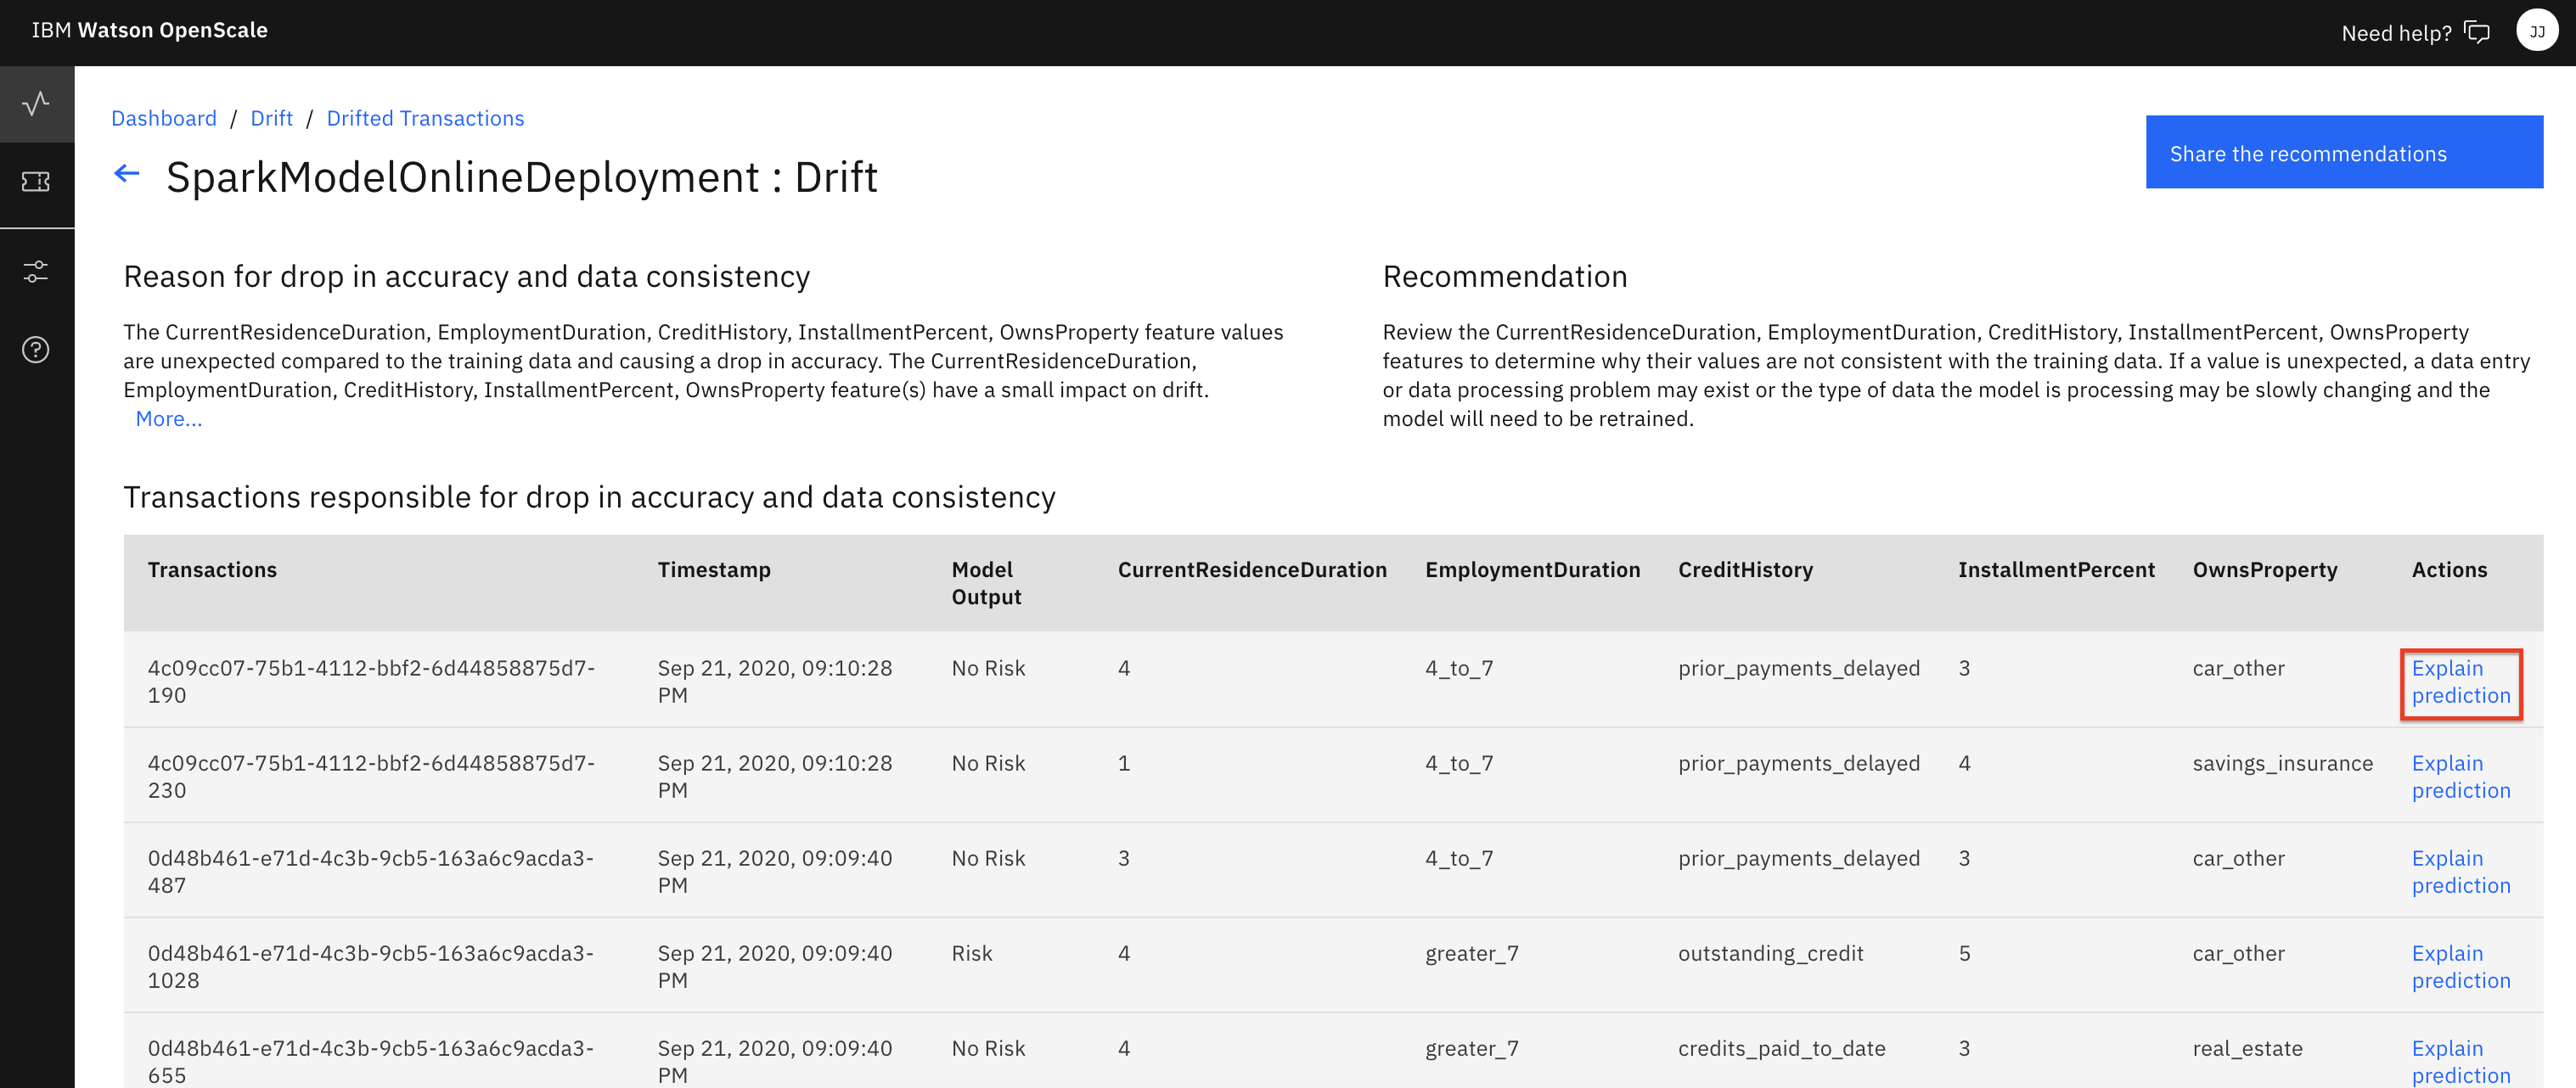 IBM Watson OpenScale
Need help?
JJ
Dashboard / Drift / Drifted Transactions
SparkModelOnlineDeployment : Drift
Share the recommendations
Reason for drop in accuracy and data consistency
The CurrentResidenceDuration, EmploymentDuration, CreditHistory, InstallmentPercent, OwnsProperty feature values
are unexpected compared to the training data and causing a drop in accuracy. The CurrentResidenceDuration,
EmploymentDuration, CreditHistory, InstallmentPercent, OwnsProperty feature(s) have a small impact on drift.
More...
Recommendation
Review the CurrentResidenceDuration, EmploymentDuration, CreditHistory, InstallmentPercent, OwnsProperty
features to determine why their values are not consistent with the training data. If a value is unexpected, a data entry
or data processing problem may exist or the type of data the model is processing may be slowly changing and the
model will need to be retrained.
Transactions responsible for drop in accuracy and data consistency
Transactions Timestamp Model CurrentResidenceDuration EmploymentDuration CreditHistory InstallmentPercent OwnsProperty Actions
Output
4c09cc07-75b1-4112-bbf2-6d44858875d7- Sep 21, 2020, 09:10:28 No Risk 4 4_to_7 prior_payments_delayed 3 car_other Explain
190 PM prediction
4c09cc07-75b1-4112-bbf2-6d44858875d7- Sep 21, 2020, 09:10:28 No Risk 1 4_to_7 prior_payments_delayed 4 savings_insurance Explain
230 PM prediction
0d48b461-e71d-4c3b-9cb5-163a6c9acda3- Sep 21, 2020, 09:09:40 No Risk 3 4_to_7 prior_payments_delayed 3 car_other Explain
487 PM prediction
0d48b461-e71d-4c3b-9cb5-163a6c9acda3- Sep 21, 2020, 09:09:40 Risk 4 greater_7 outstanding_credit 5 car_other Explain
1028 PM prediction
0d48b461-e71d-4c3b-9cb5-163a6c9acda3- Sep 21, 2020, 09:09:40 No Risk 4 greater_7 credits_paid_to_date 3 real_estate Explain
655 PM prediction